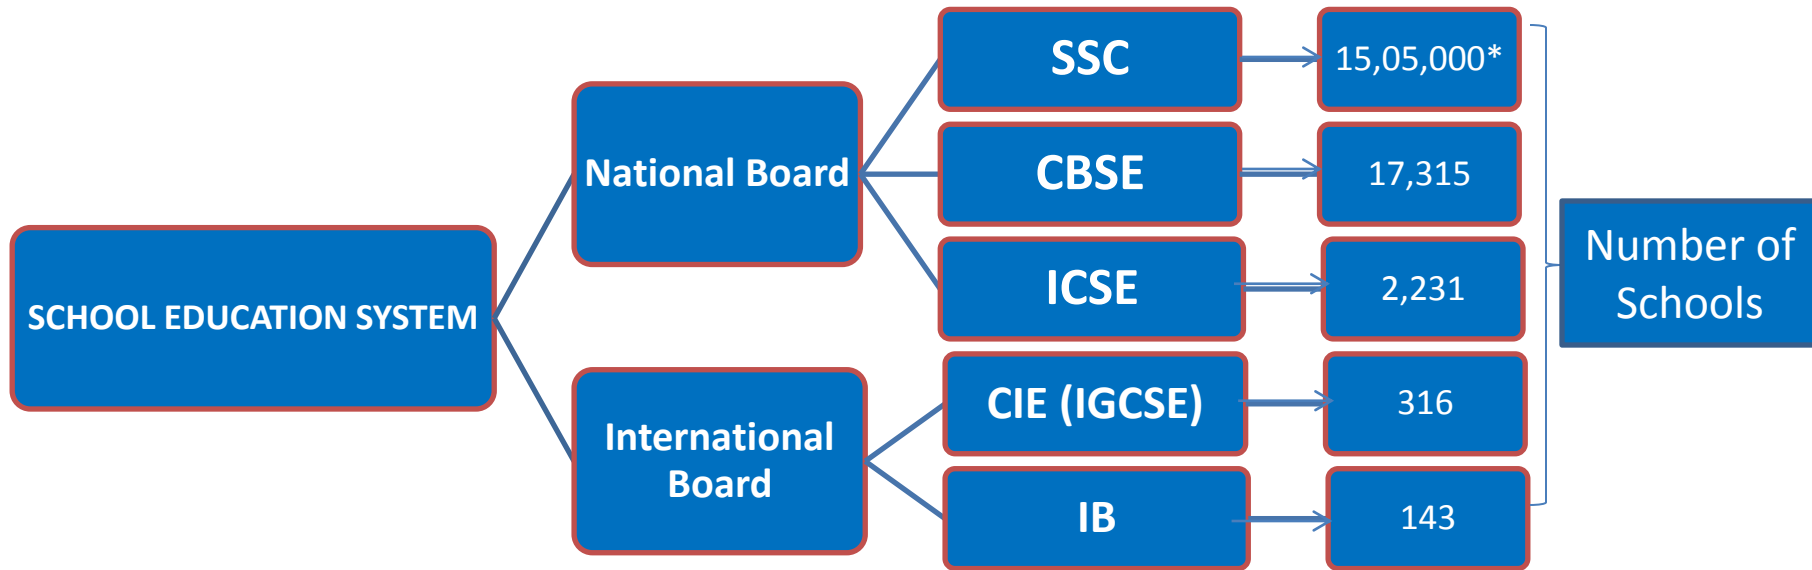 SCHOOL EDUCATION SYSTEM
National Board
SSC
15,05,000*
CBSE
17,315
ICSE
2,231
International
Board
CIE (IGCSE)
316
IB
143
Number of
Schools